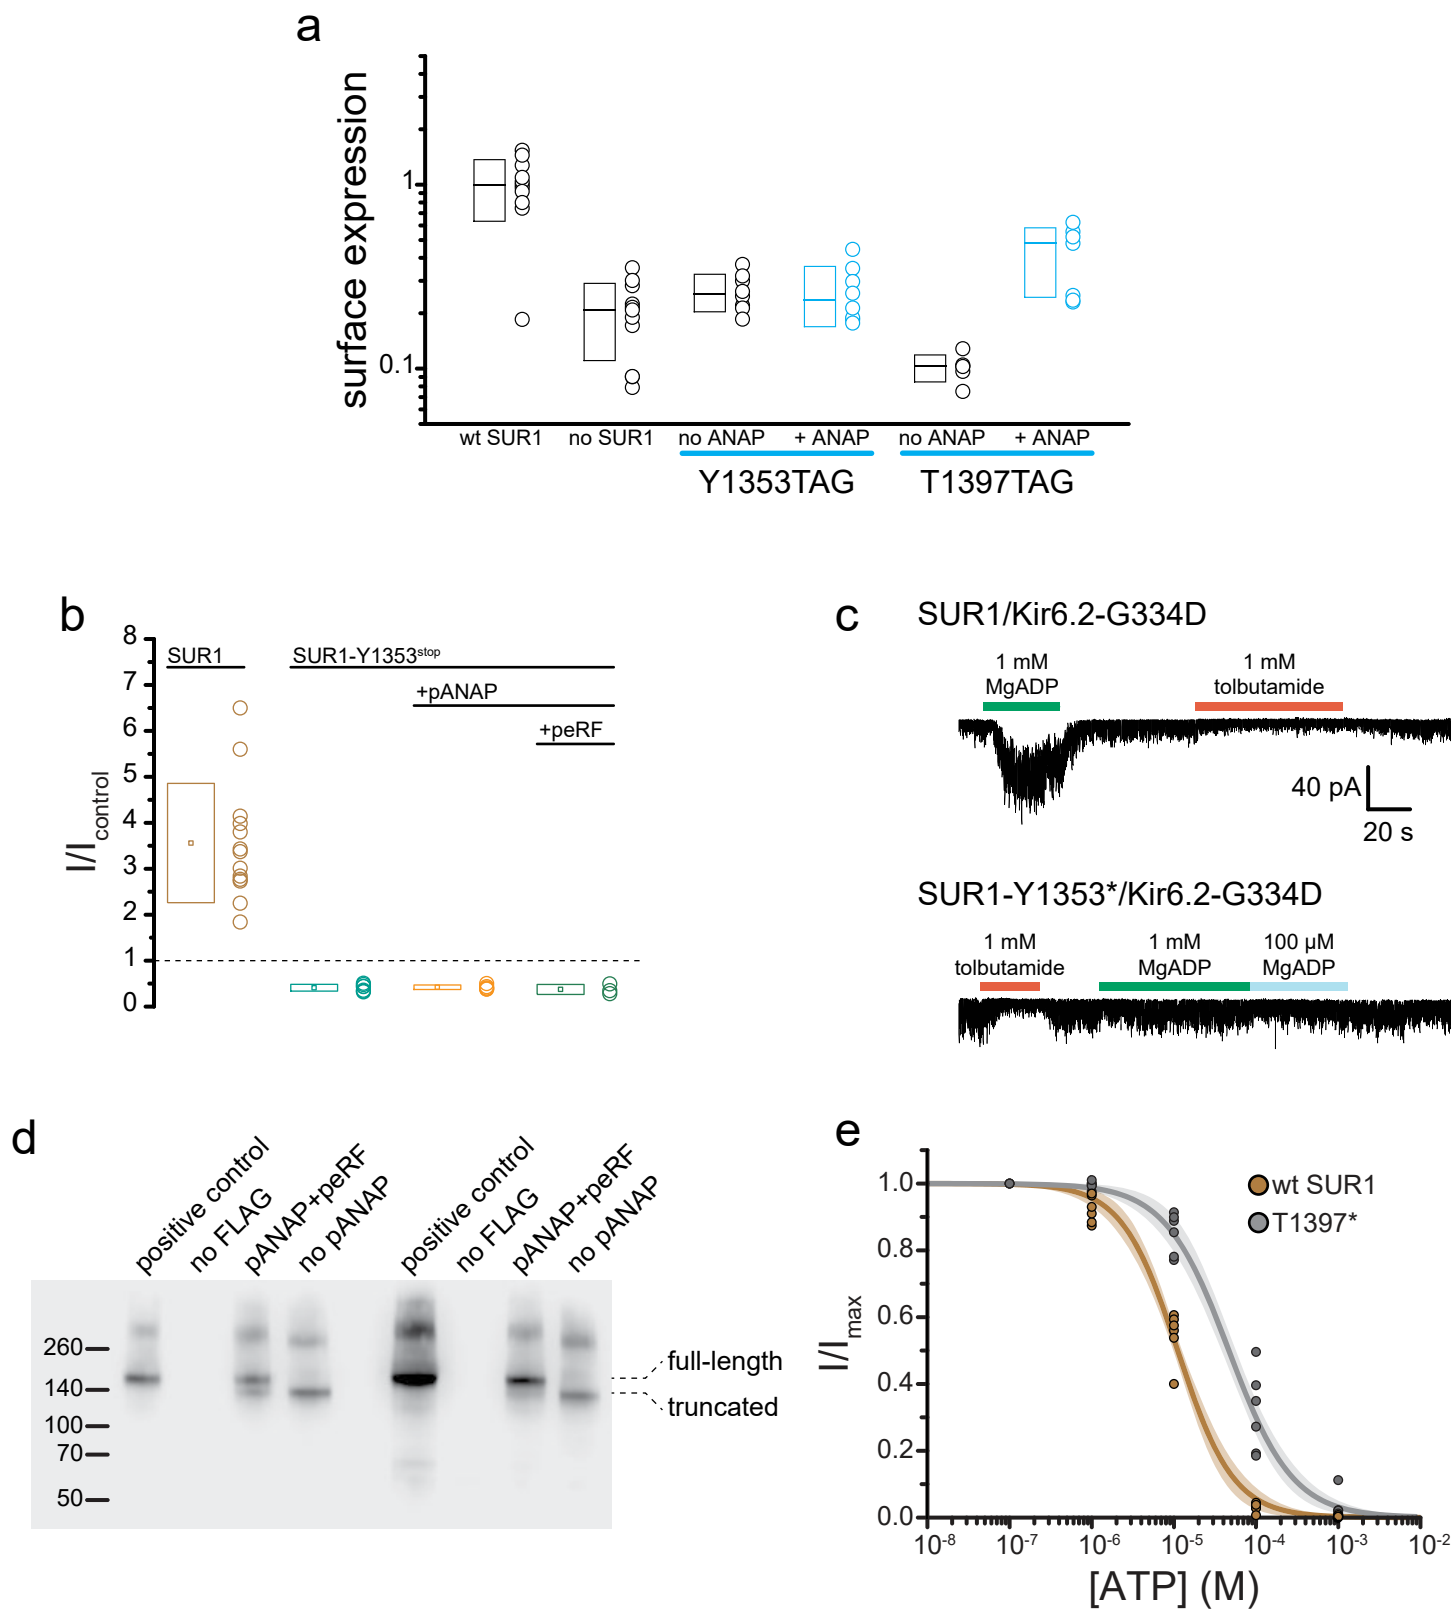 a
surface expression
1
0.1
wt SUR1
no SUR1
no ANAP
+ ANAP
no ANAP
+ ANAP
Y1353TAG
T1397TAG
b
8
7
6
5
4
3
2
1
0
I/Icontrol
SUR1
SUR1-Y1353stop
+pANAP
+peRF
c
SUR1/Kir6.2-G334D
1 mM
MgADP
1 mM
tolbutamide
40 pA
20 s
SUR1-Y1353*/Kir6.2-G334D
1 mM
tolbutamide
1 mM
MgADP
100 µM
MgADP
d
positive control
no FLAG
pANAP+peRF
no pANAP
positive control
no FLAG
pANAP+peRF
no pANAP
260
140
100
70
50
full-length
truncated
e
1.0
0.8
0.6
0.4
0.2
0.0
I/Imax
wt SUR1
T1397*
10-8
10-7
10-6
10-5
10-4
10-3
10-2
[ATP] (M)